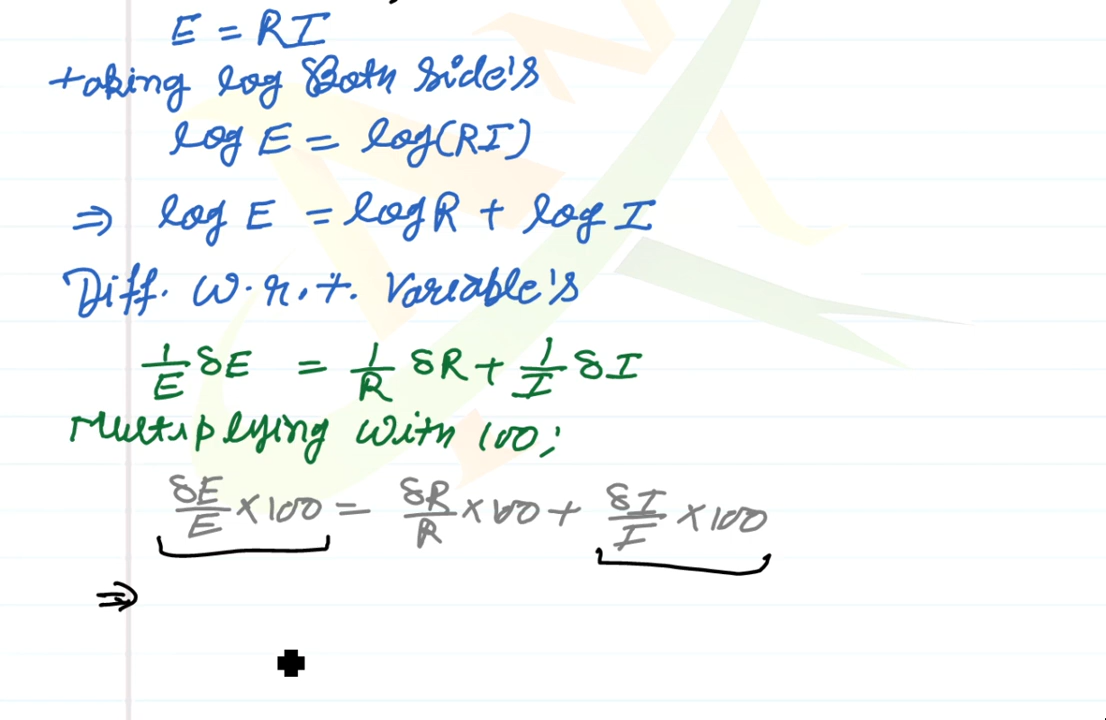 E = RI
taking log Both side's
log E = log(RI)
⇒ log E = log R + log I
Diff. w.r.t. Variable's
1/E δE = 1/R δR + 1/I δI
Multiplying with 100;
δE/E × 100 = δR/R × 100 + δI/I × 100
⇒